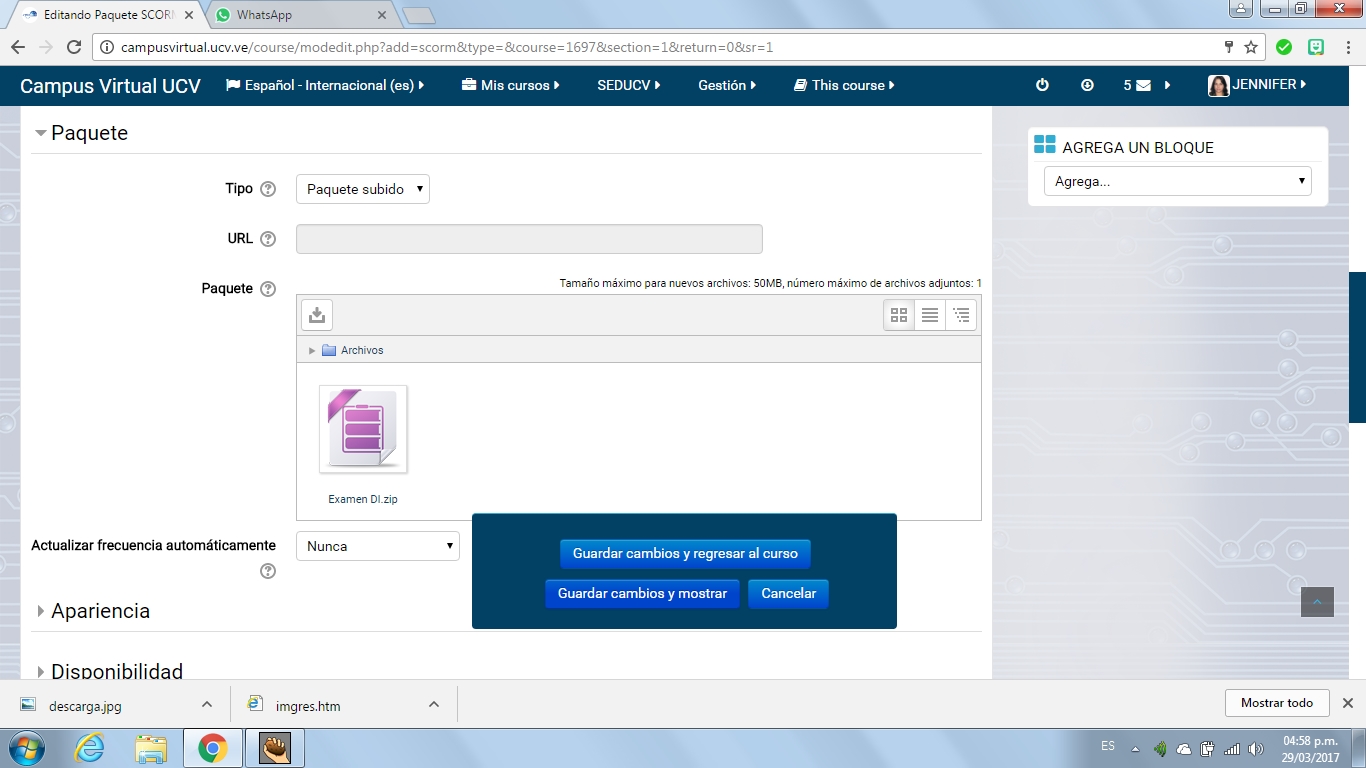 Editando Paquete SCORM
WhatsApp
campusvirtual.ucv.ve/course/modedit.php?add=scorm&type=&course=1697&section=1&return=0&sr=1
Campus Virtual UCV
Español - Internacional (es)
Mis cursos
SEDUCV
Gestión
This course
5
JENNIFER
Paquete
AGREGA UN BLOQUE
Agrega...
Tipo
Paquete subido
URL
Paquete
Tamaño máximo para nuevos archivos: 50MB, número máximo de archivos adjuntos: 1
Archivos
Examen DI.zip
Actualizar frecuencia automáticamente
Nunca
Guardar cambios y regresar al curso
Guardar cambios y mostrar
Cancelar
Apariencia
Disponibilidad
descarga.jpg
imgres.htm
Mostrar todo
ES
04:58 p.m.
29/03/2017